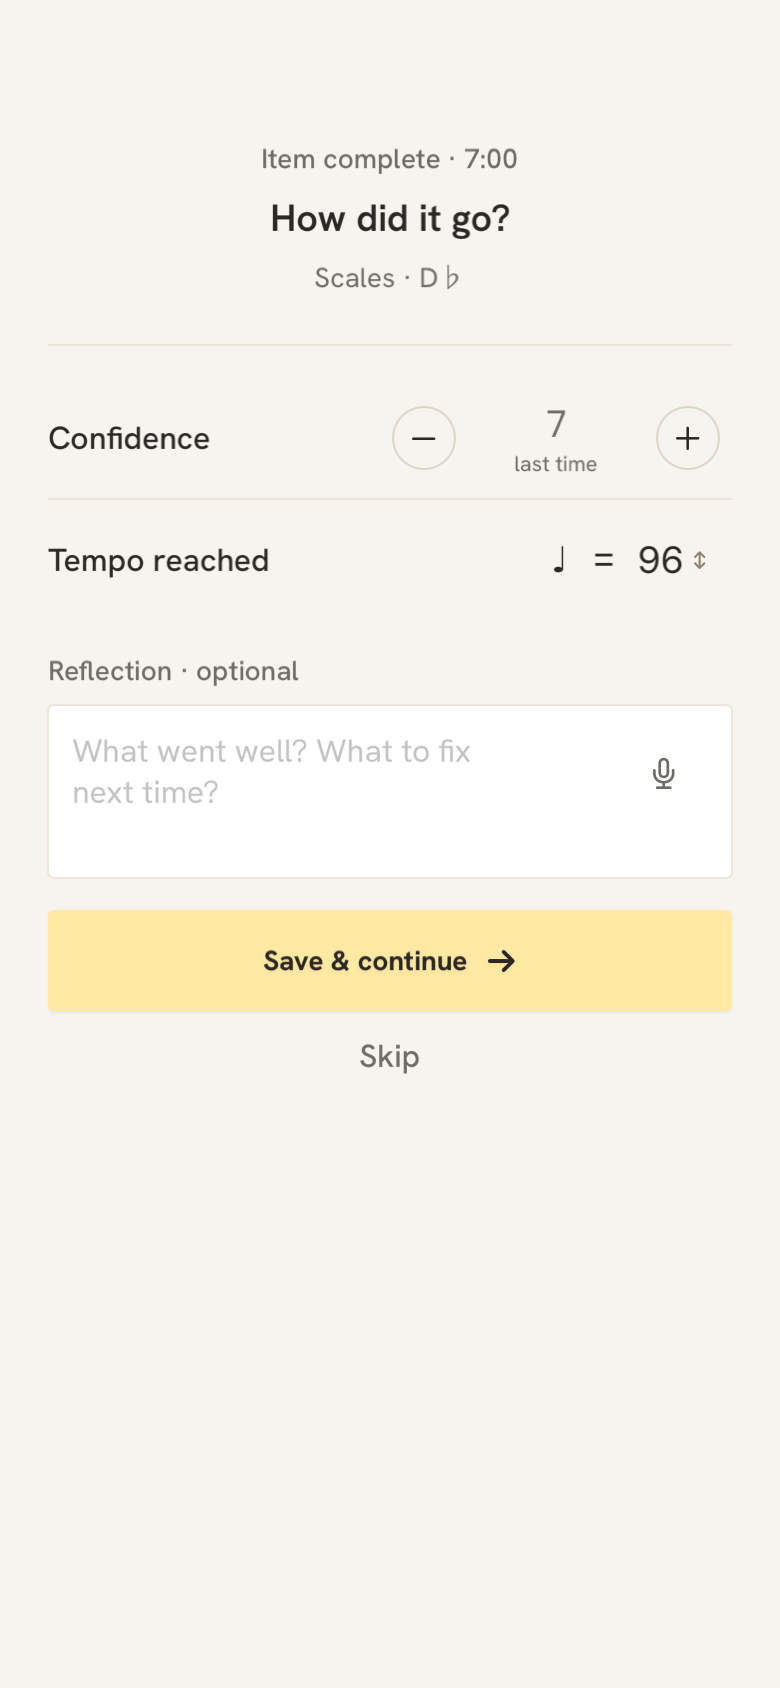 Item complete · 7:00
How did it go?
Scales · D ♭
Confidence
− 7 +
last time
Tempo reached ♩ = 96
Reflection · optional
What went well? What to fix
next time?
Save & continue →
Skip